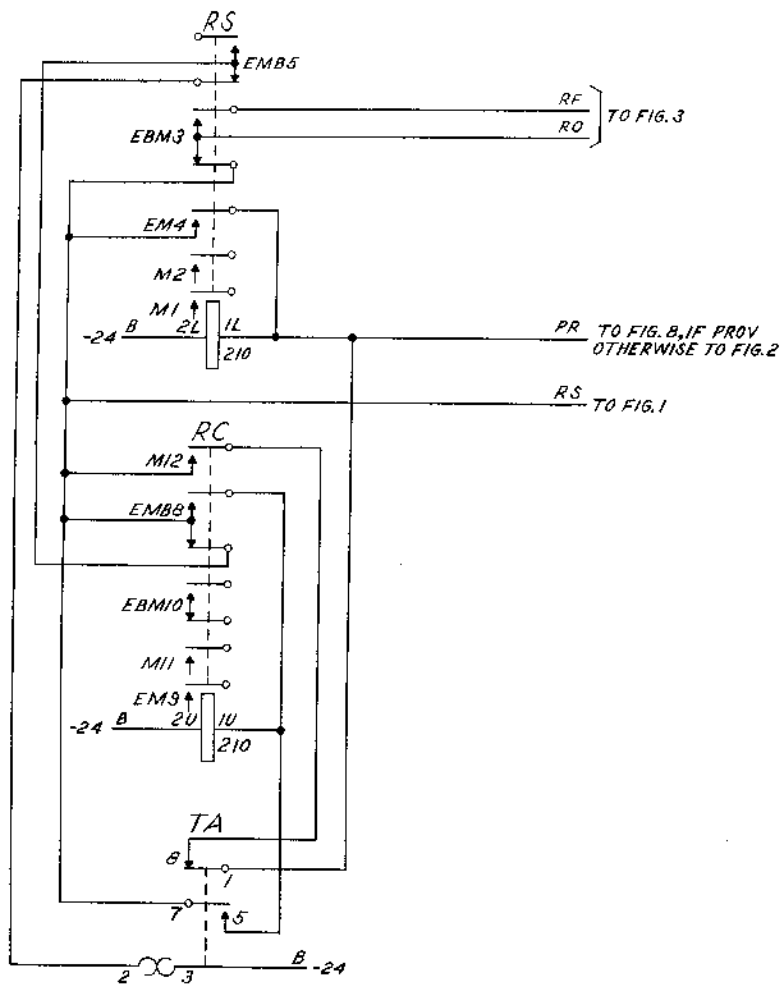 RS
EMB5
RF
RO
TO FIG. 3
EBM3
EM4
M2
M1
-24 B 2L 1L
210
PR TO FIG. 8, IF PROV
OTHERWISE TO FIG. 2
RS TO FIG. 1
RC
M12
EMB8
EBM10
M11
EM9
-24 B 2U 1U
210
TA
8
1
7
5
2 3 B -24